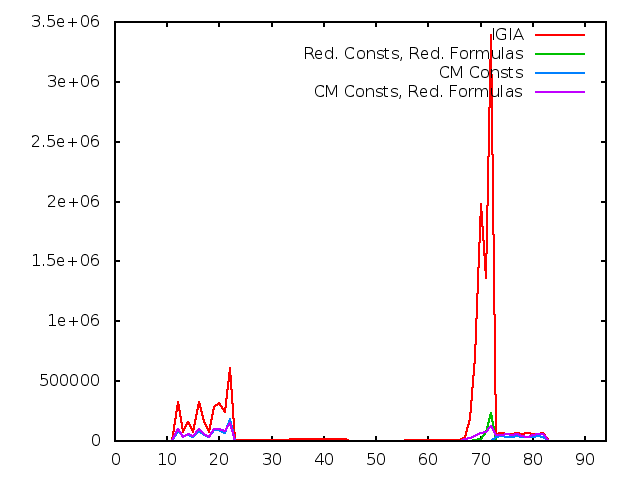 3.5e+06
3e+06
2.5e+06
2e+06
1.5e+06
1e+06
500000
0
0 10 20 30 40 50 60 70 80 90
IGIA
Red. Consts, Red. Formulas
CM Consts
CM Consts, Red. Formulas